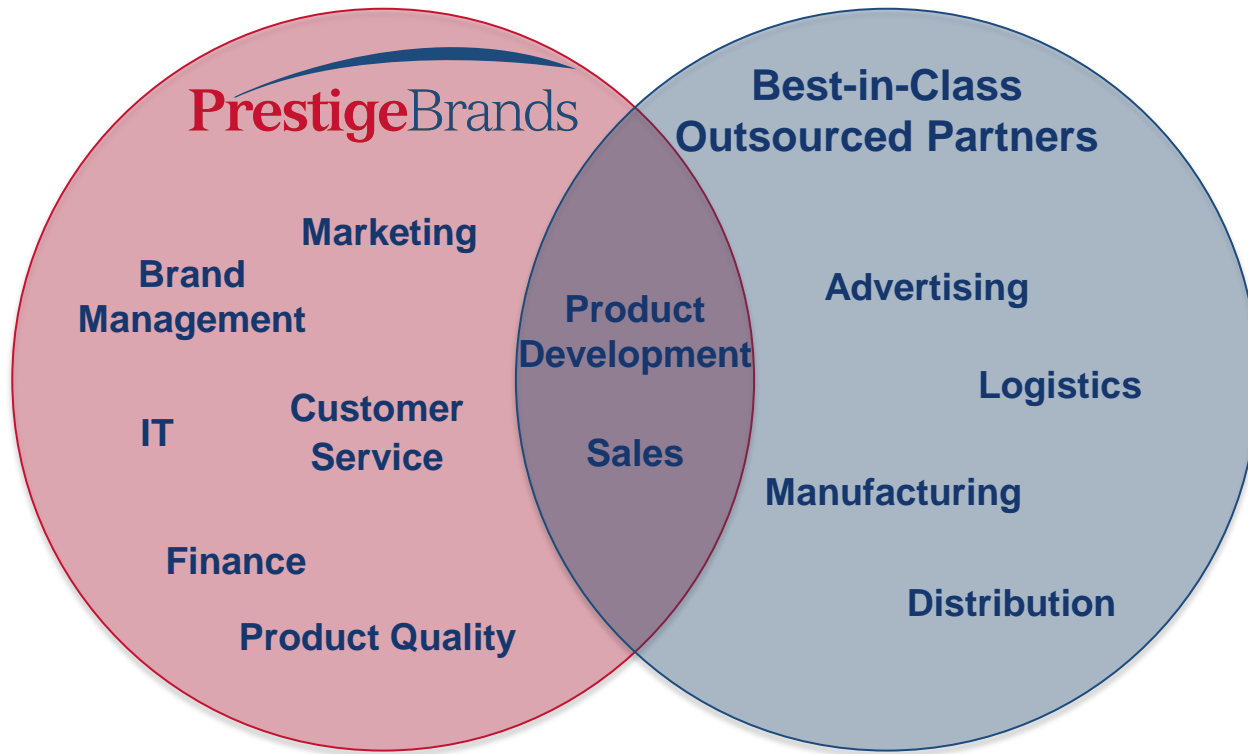 PrestigeBrands
Marketing
Brand
Management
IT
Customer
Service
Finance
Product Quality
Product
Development
Sales
Best-in-Class
Outsourced Partners
Advertising
Logistics
Manufacturing
Distribution